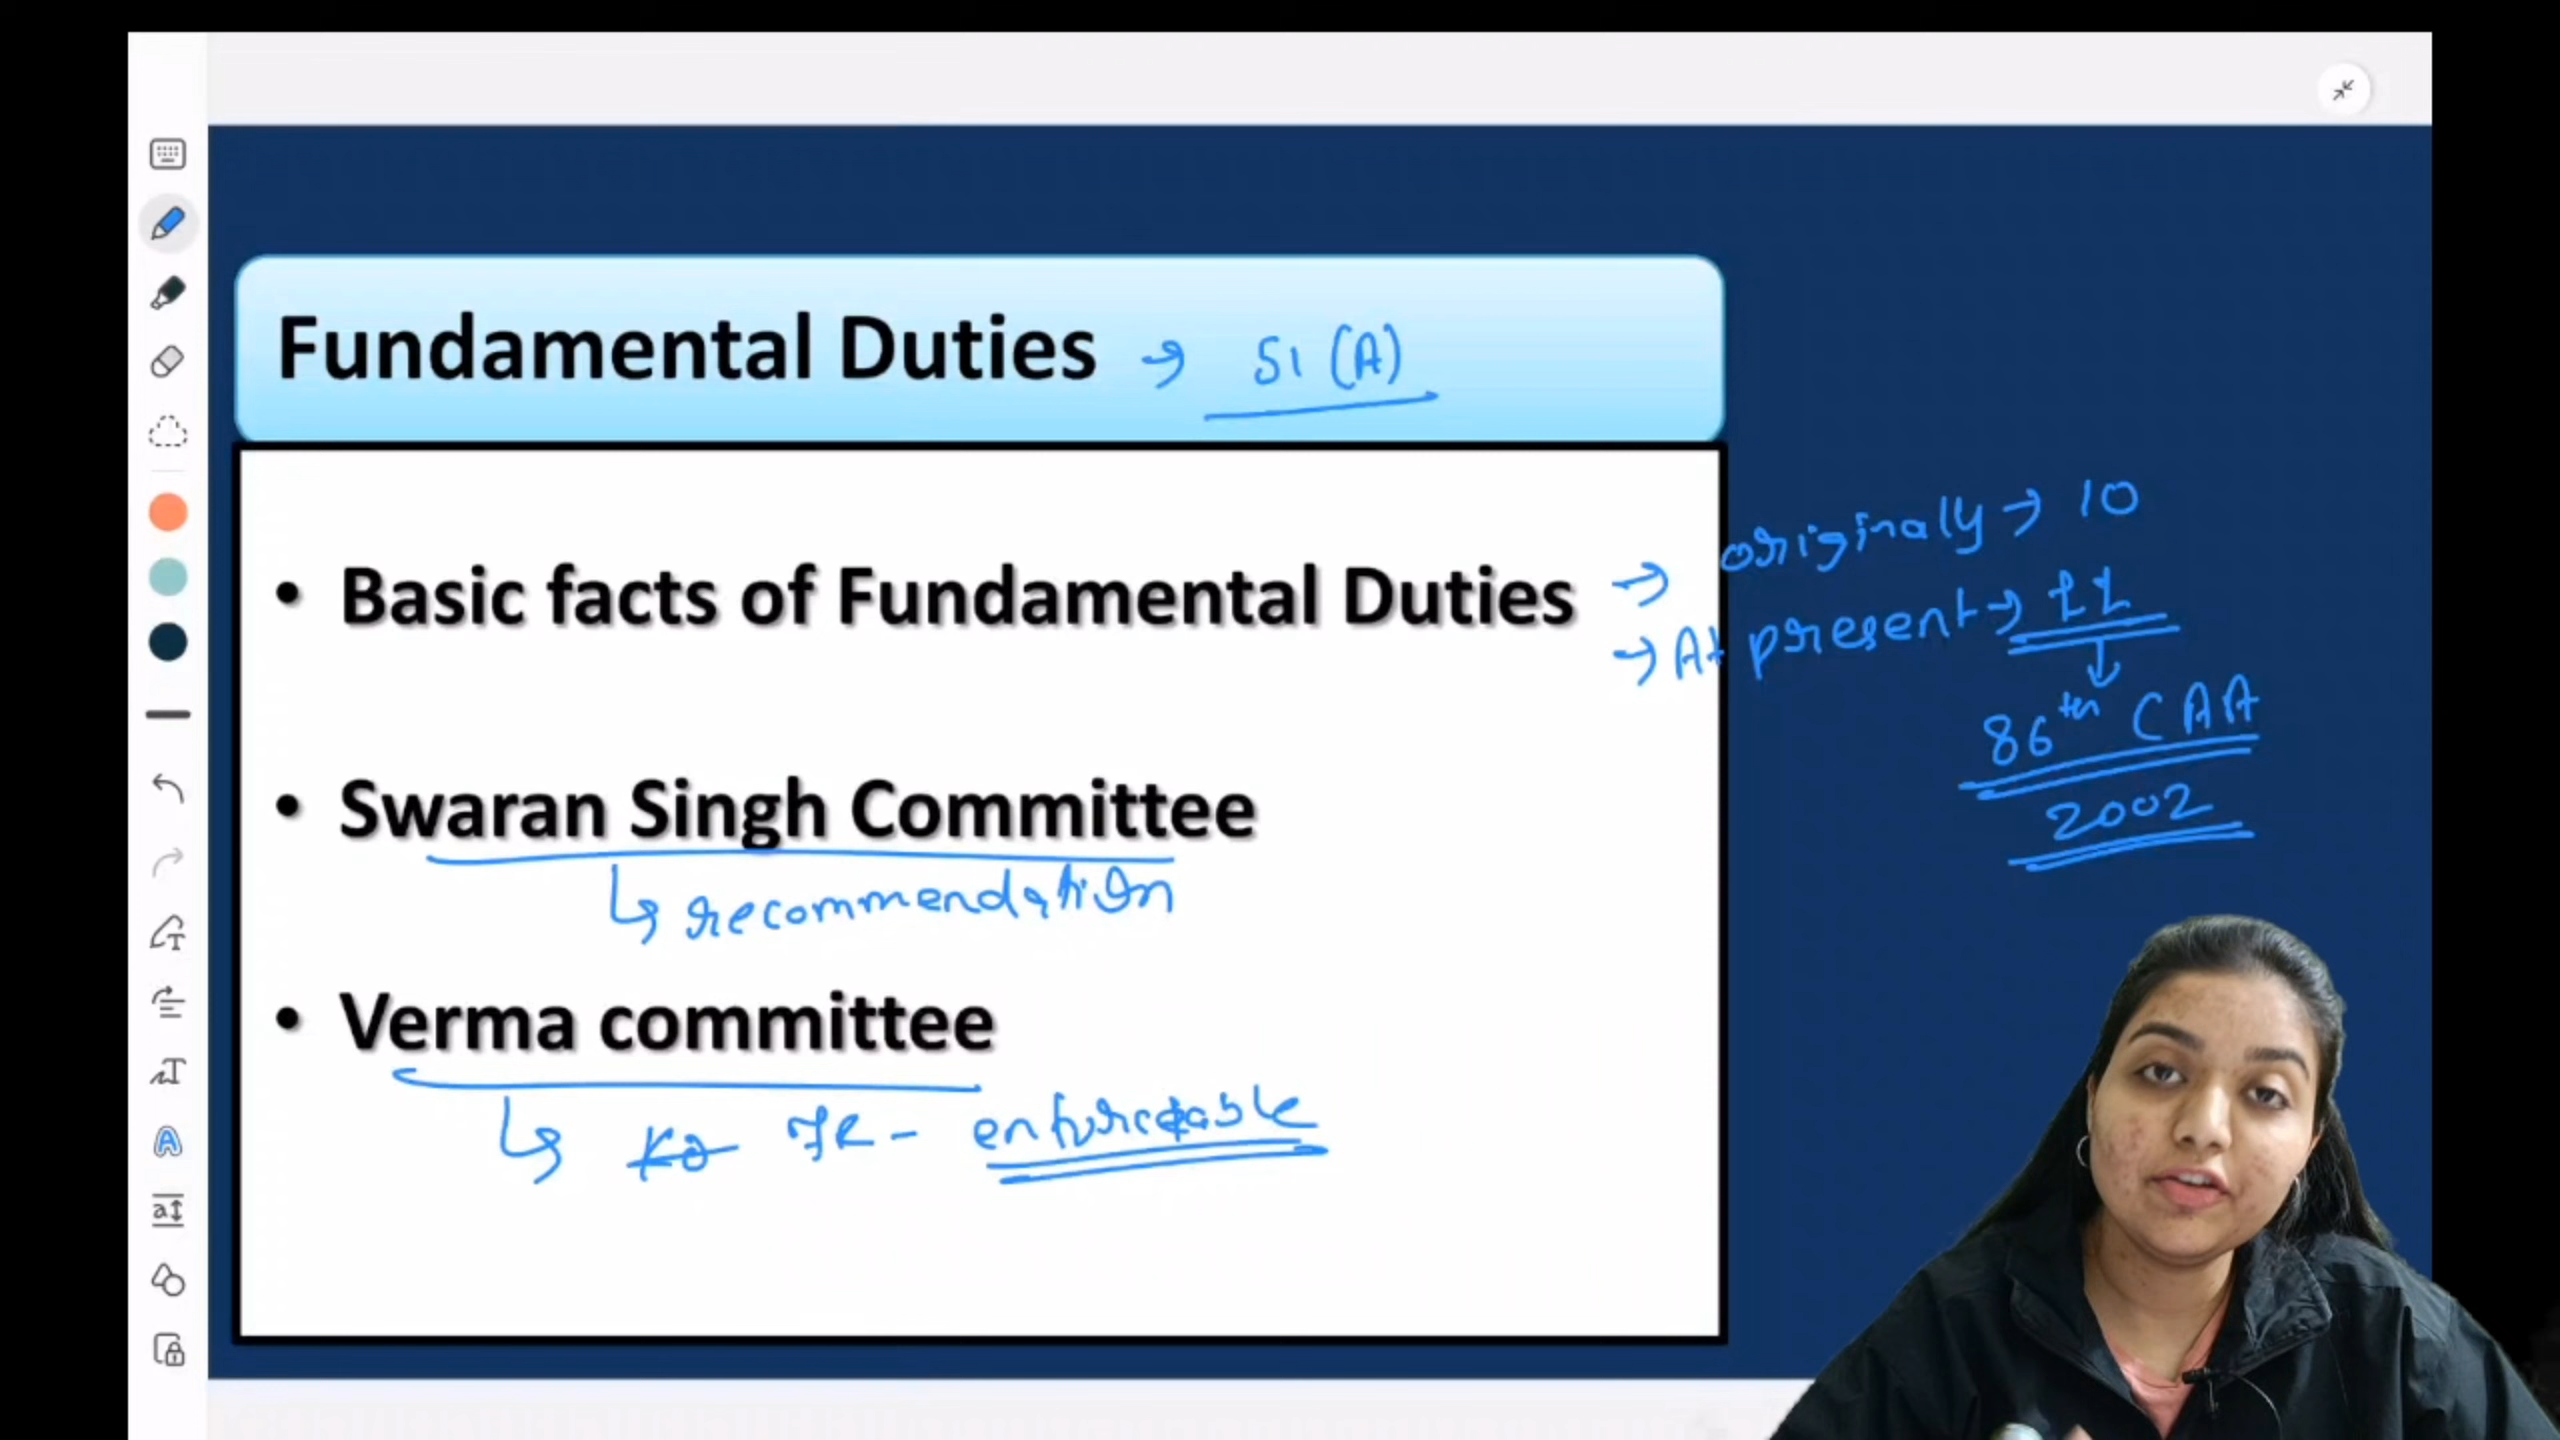 Fundamental Duties → 51 (A)
• Basic facts of Fundamental Duties → originally → 10
→ At present → 11
↓
86th CAA
2002
• Swaran Singh Committee
↳ recommendation
• Verma committee
↳ enforceable